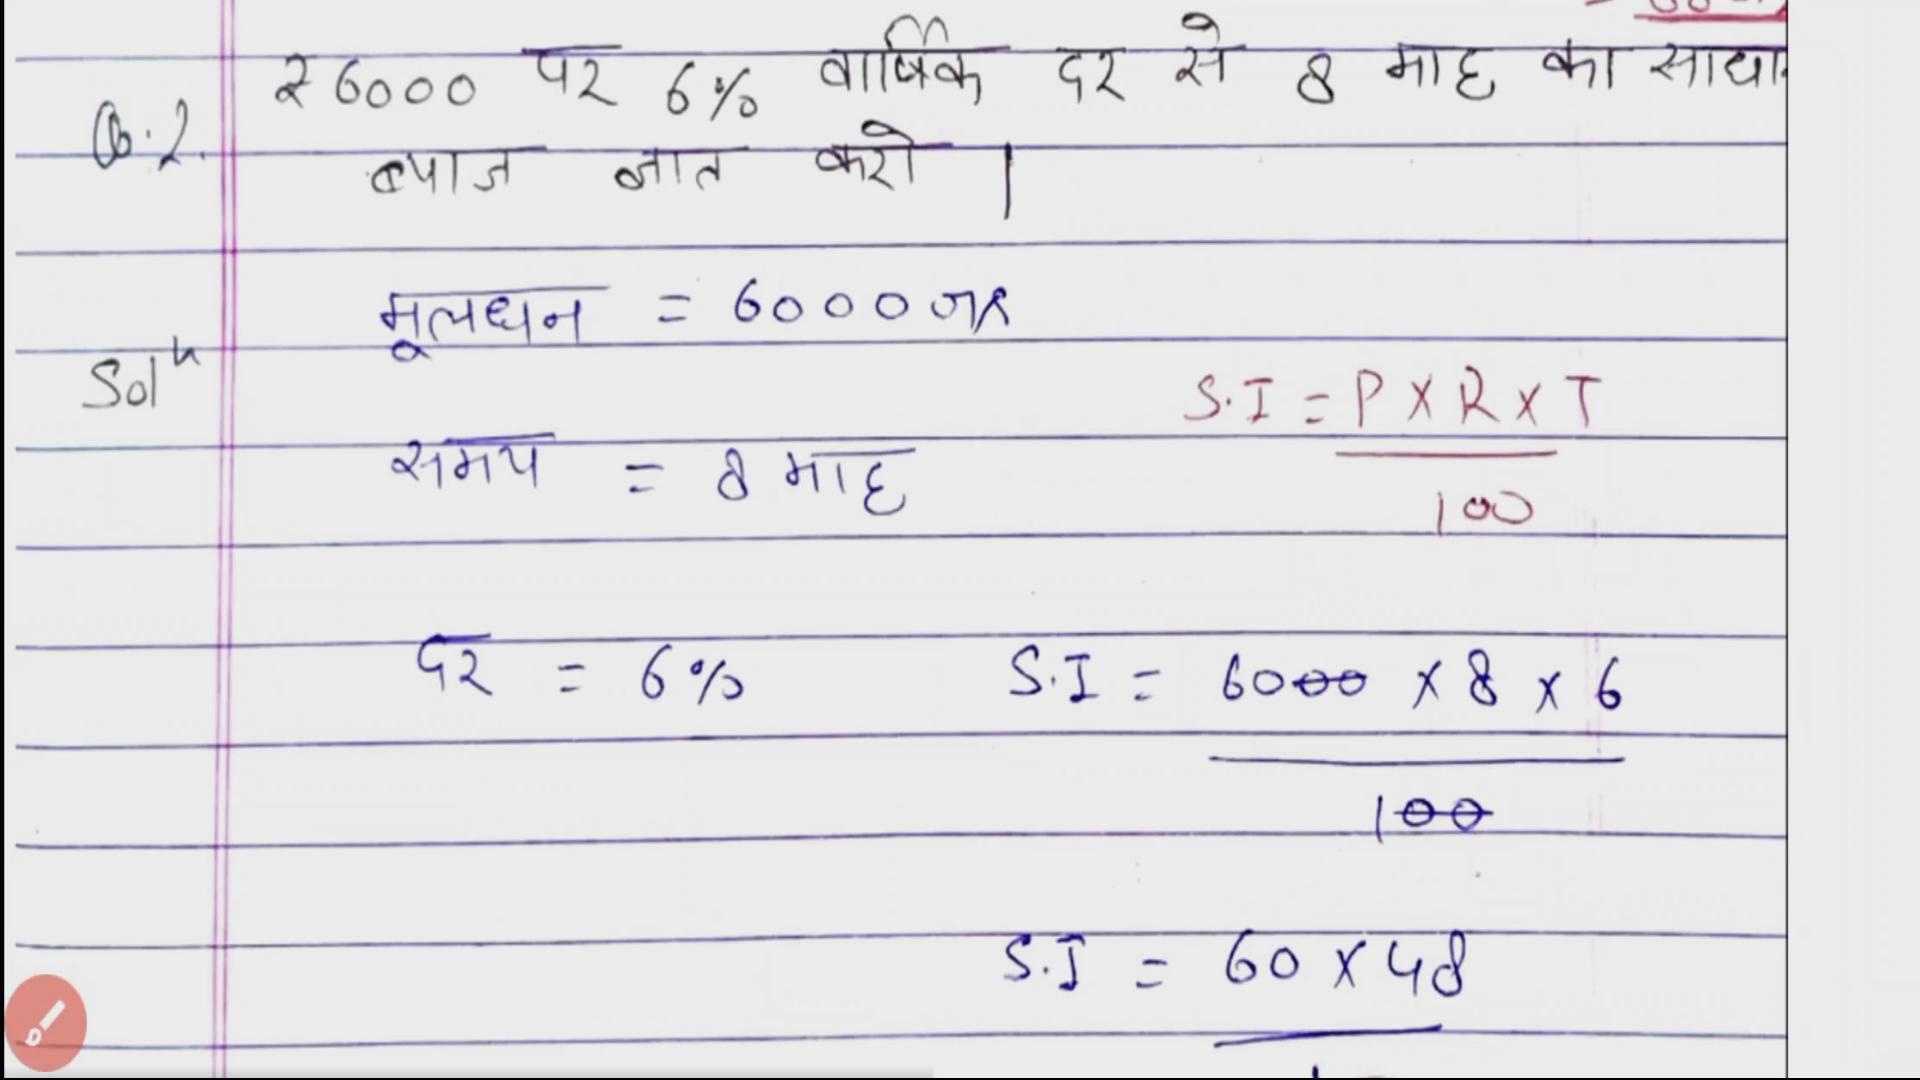 ₹ 6000 पर 6% वार्षिक दर से 8 माह का साधा
Q.2.
ब्याज ज्ञात करो |
मूलधन = 6000 रु
Solⁿ
S.I = P X R X T
100
समय = 8 माह
दर = 6%
S.I = 6000 X 8 X 6
100
S.I = 60 X 48